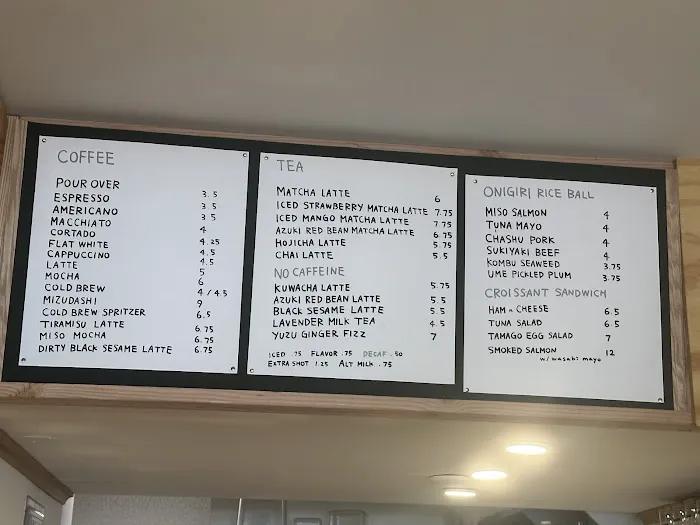 COFFEE
POUR OVER 3.5
ESPRESSO 3.5
AMERICANO 3.5
MACCHIATO 4
CORTADO 4.25
FLAT WHITE 4.5
CAPPUCCINO 4.5
LATTE 5
MOCHA 6
COLD BREW 4/4.5
MIZUDASHI 9
COLD BREW SPRITZER 6.5
TIRAMISU LATTE 6.75
MISO MOCHA 6.75
DIRTY BLACK SESAME LATTE 6.75
TEA
MATCHA LATTE 6
ICED STRAWBERRY MATCHA LATTE 7.75
ICED MANGO MATCHA LATTE 7.75
AZUKI RED BEAN MATCHA LATTE 6.75
HOJICHA LATTE 5.75
CHAI LATTE 5.5
NO CAFFEINE
KUWACHA LATTE 5.75
AZUKI RED BEAN LATTE 5.5
BLACK SESAME LATTE 5.5
LAVENDER MILK TEA 4.5
YUZU GINGER FIZZ 7
ICED .75 FLAVOR .75 DECAF .50
EXTRA SHOT 1.25 ALT MILK .75
ONIGIRI RICE BALL
MISO SALMON 4
TUNA MAYO 4
CHASHU PORK 4
SUKIYAKI BEEF 4
KOMBU SEAWEED 3.75
UME PICKLED PLUM 3.75
CROISSANT SANDWICH
HAM n CHEESE 6.5
TUNA SALAD 6.5
TAMAGO EGG SALAD 7
SMOKED SALMON 12
w/ wasabi mayo